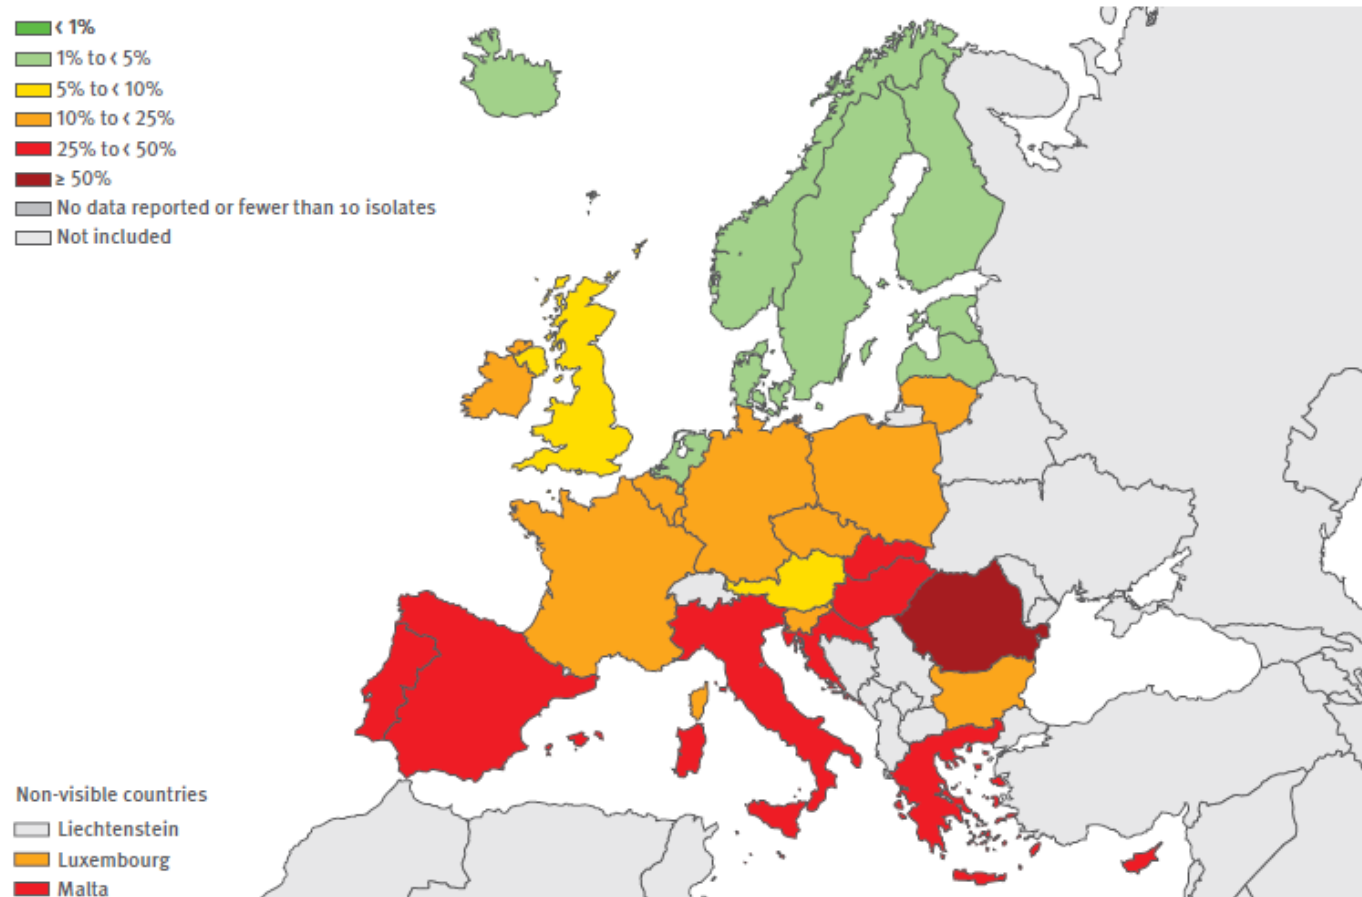 < 1%
1% to < 5%
5% to < 10%
10% to < 25%
25% to < 50%
≥ 50%
No data reported or fewer than 10 isolates
Not included
Non-visible countries
Liechtenstein
Luxembourg
Malta